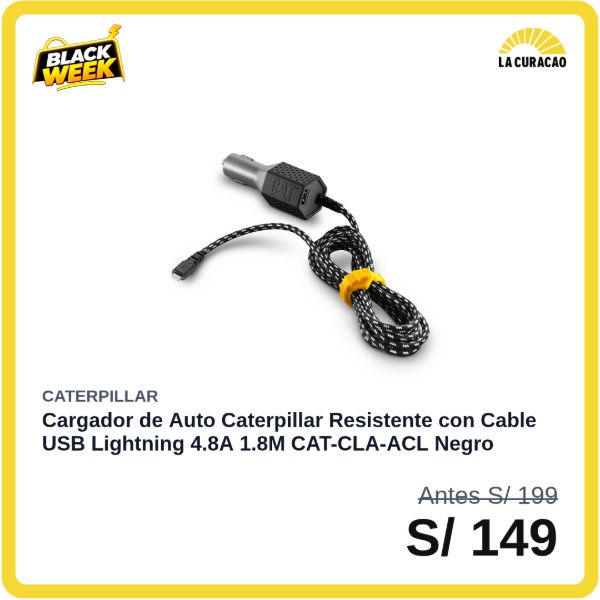 BLACK
WEEK
LA CURACAO
CAT
CATERPILLAR
Cargador de Auto Caterpillar Resistente con Cable
USB Lightning 4.8A 1.8M CAT-CLA-ACL Negro
Antes S/ 199
S/ 149